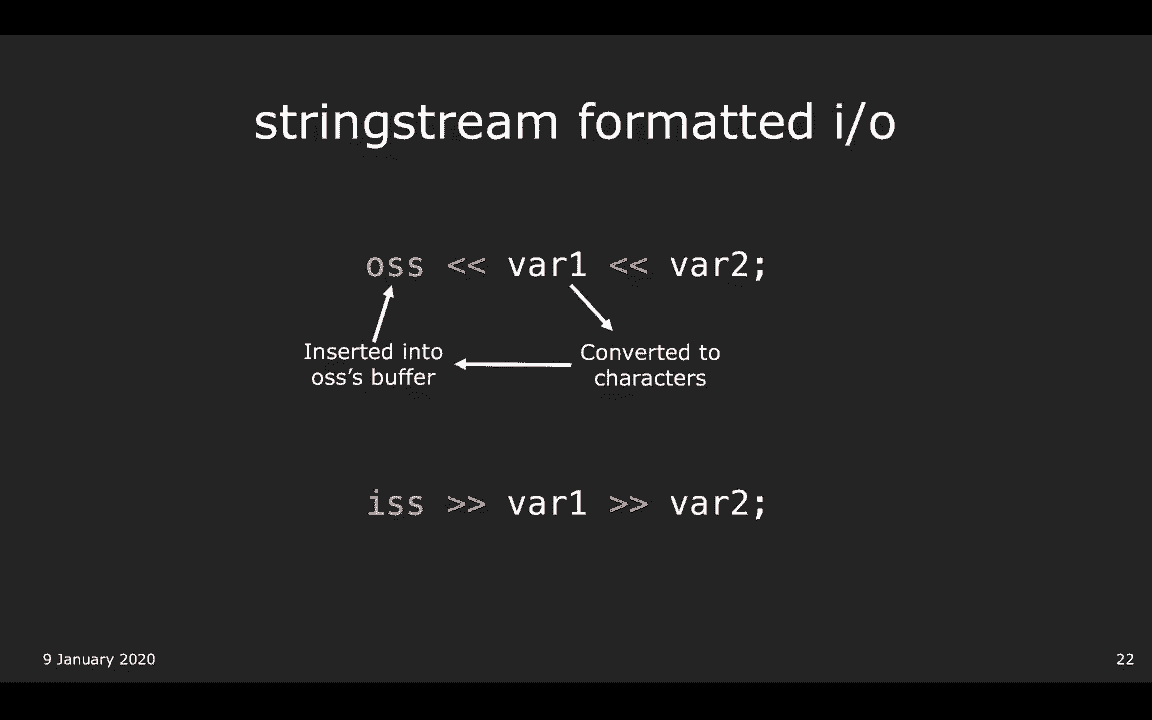 stringstream formatted i/o
oss << var1 << var2;
Inserted into
oss’s buffer
Converted to
characters
iss >> var1 >> var2;
9 January 2020
22